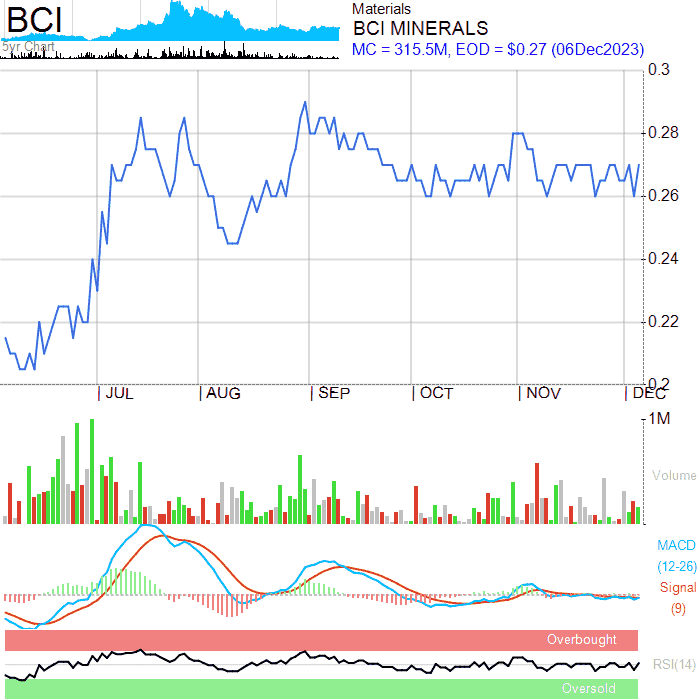 BCI
5yr Chart
Materials
BCI MINERALS
MC = 315.5M, EOD = $0.27 (06Dec2023)
0.3
0.28
0.26
0.24
0.22
0.2
JUL AUG SEP OCT NOV DEC
1M
Volume
MACD
(12-26)
Signal
(9)
Overbought
RSI(14)
Oversold